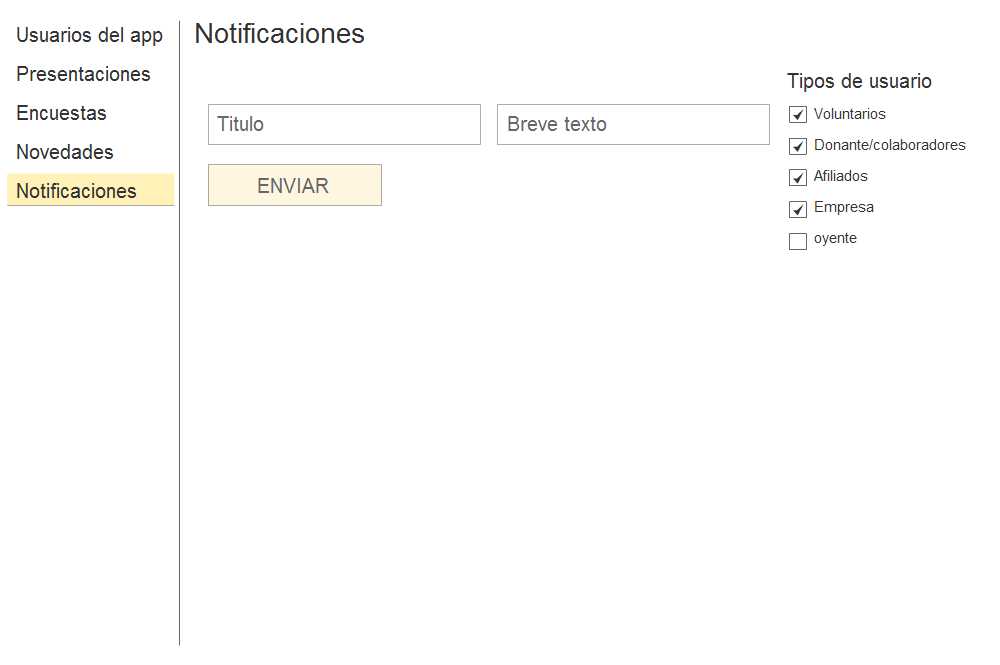 Usuarios del app
Presentaciones
Encuestas
Novedades
Notificaciones
Notificaciones
Titulo
Breve texto
ENVIAR
Tipos de usuario
Voluntarios
Donante/colaboradores
Afiliados
Empresa
oyente